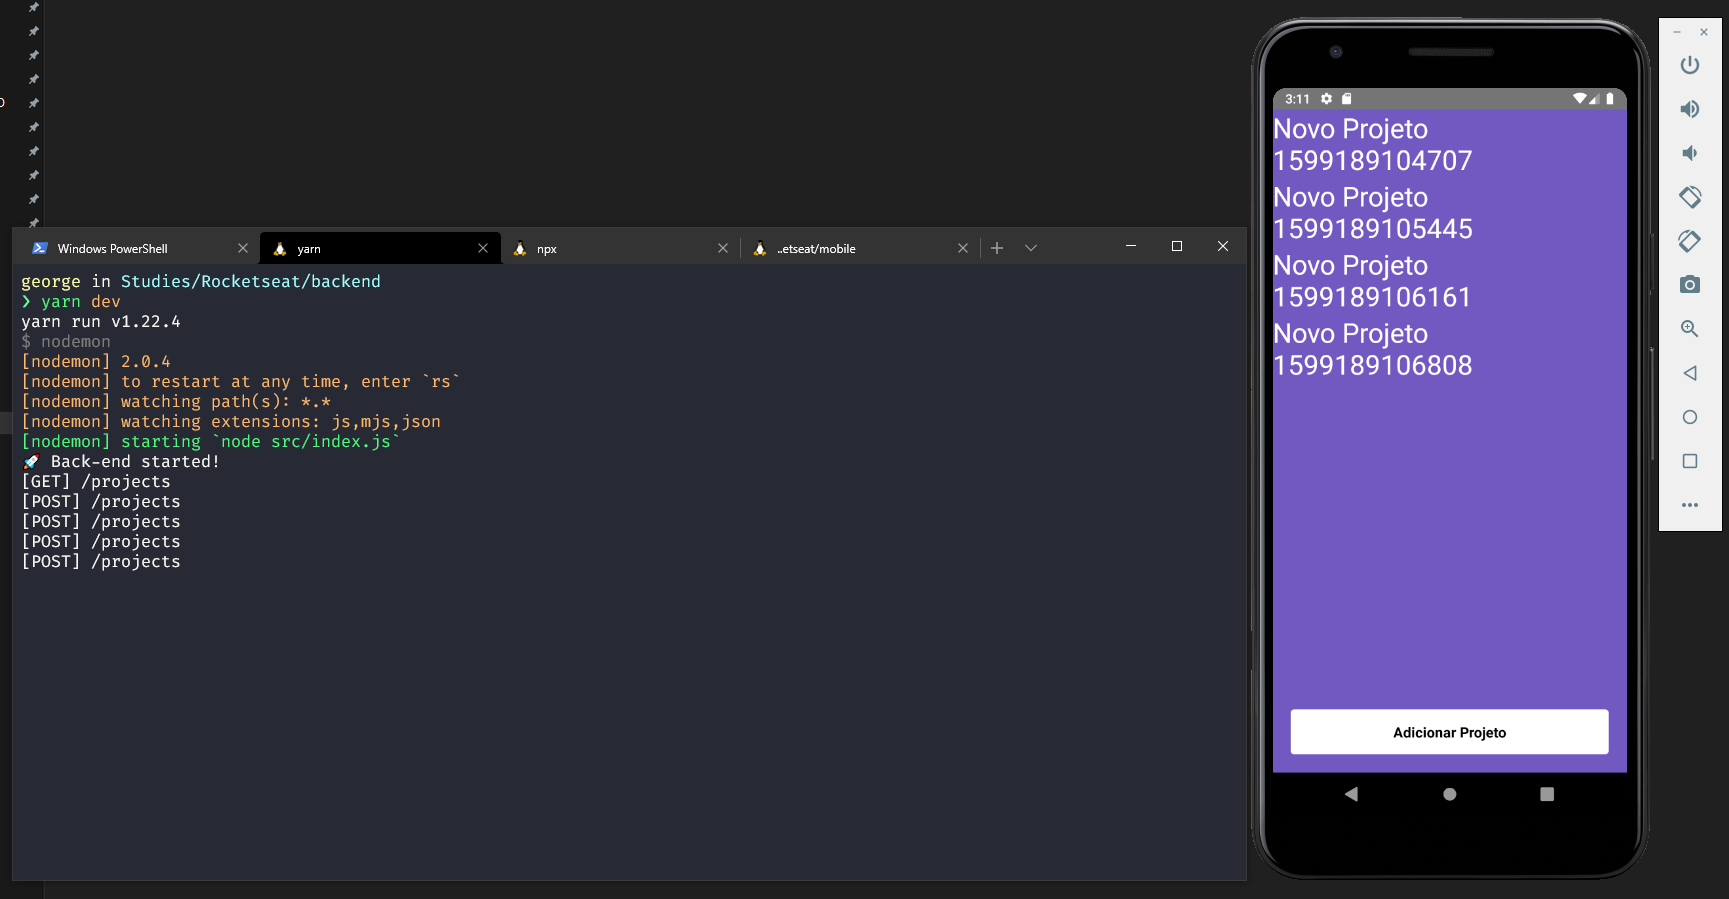 Windows PowerShell
yarn
npx
..etseat/mobile
george in Studies/Rocketseat/backend
❯ yarn dev
yarn run v1.22.4
$ nodemon
[nodemon] 2.0.4
[nodemon] to restart at any time, enter `rs`
[nodemon] watching path(s): *.*
[nodemon] watching extensions: js,mjs,json
[nodemon] starting `node src/index.js`
🚀 Back-end started!
[GET] /projects
[POST] /projects
[POST] /projects
[POST] /projects
[POST] /projects
3:11
Novo Projeto
1599189104707
Novo Projeto
1599189105445
Novo Projeto
1599189106161
Novo Projeto
1599189106808
Adicionar Projeto